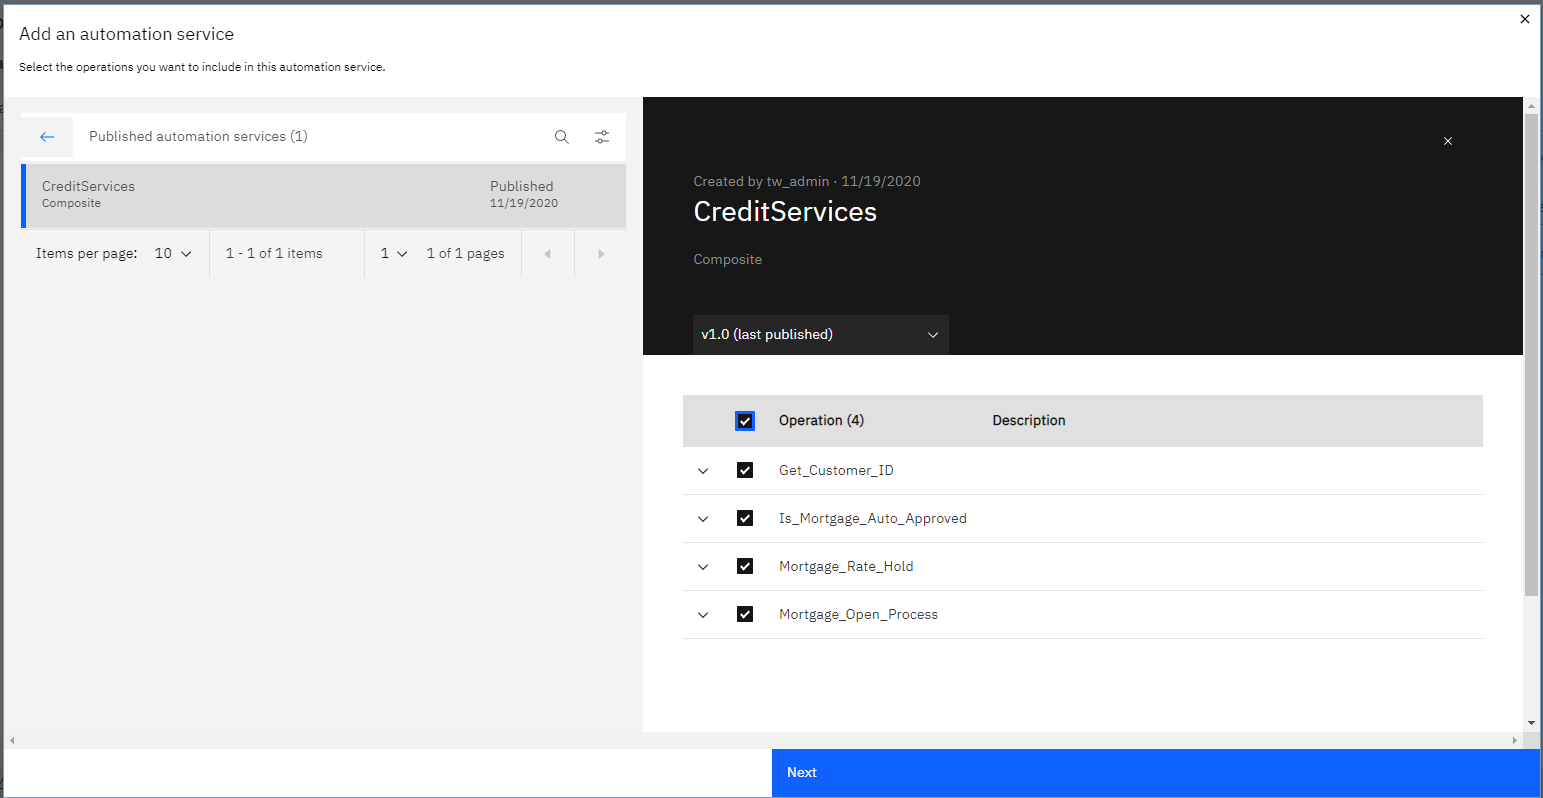 Add an automation service
Select the operations you want to include in this automation service.
Published automation services (1)
CreditServices
Composite
Published
11/19/2020
Items per page: 10
1 - 1 of 1 items
1
1 of 1 pages
Created by tw_admin · 11/19/2020
CreditServices
Composite
v1.0 (last published)
Operation (4) Description
Get_Customer_ID
Is_Mortgage_Auto_Approved
Mortgage_Rate_Hold
Mortgage_Open_Process
Next